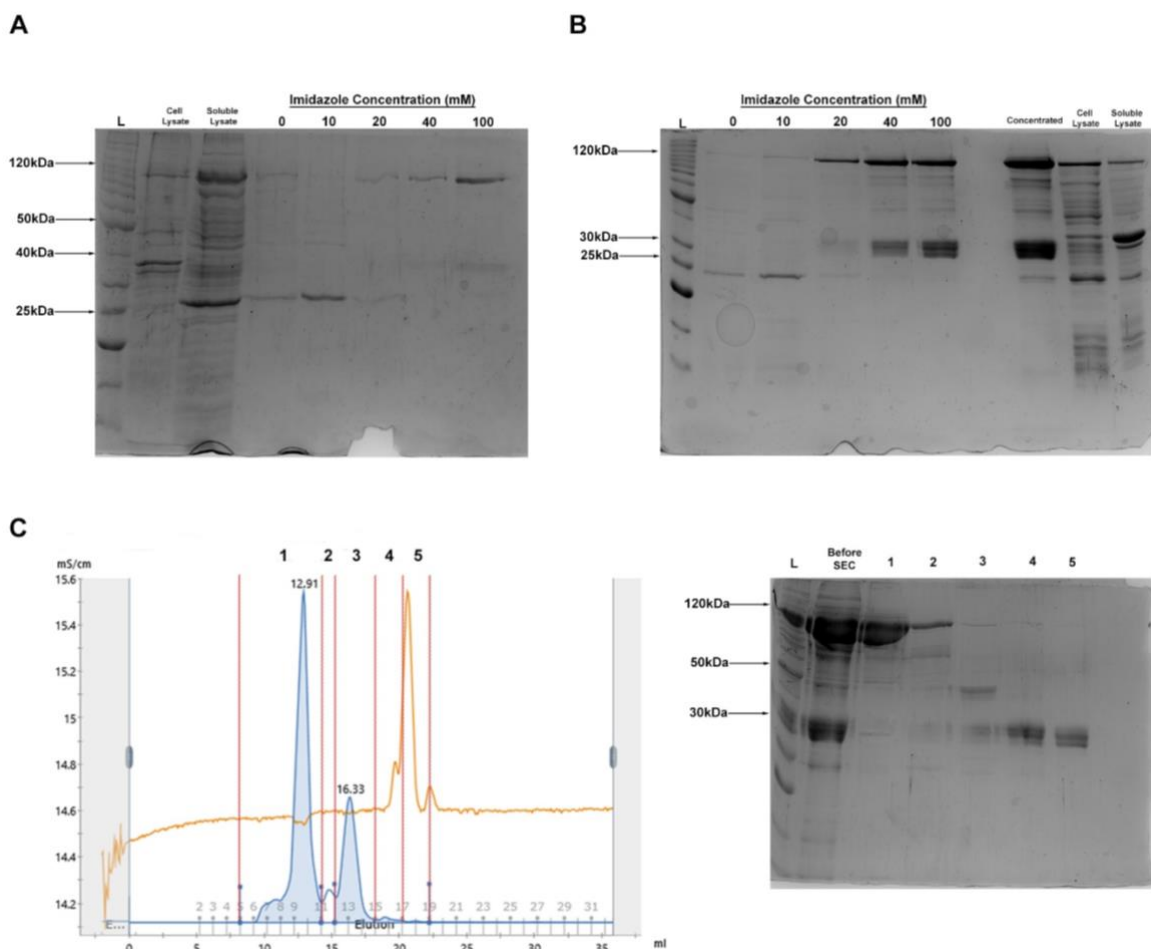 A
Imidazole Concentration (mM)
L Cell Lysate Soluble Lysate 0 10 20 40 100
120kDa
50kDa
40kDa
25kDa
B
Imidazole Concentration (mM)
L 0 10 20 40 100 Concentrated Cell Lysate Soluble Lysate
120kDa
30kDa
25kDa
C
1 2 3 4 5
mS/cm
15.6
15.4
15.2
15
14.8
14.6
14.4
14.2
12.91
16.33
2 3 4 5 6 7 8 9 11 13 15 17 19 21 23 25 27 29 31
E...
Elution
0 5 10 15 20 25 30 35 ml
L Before SEC 1 2 3 4 5
120kDa
50kDa
30kDa